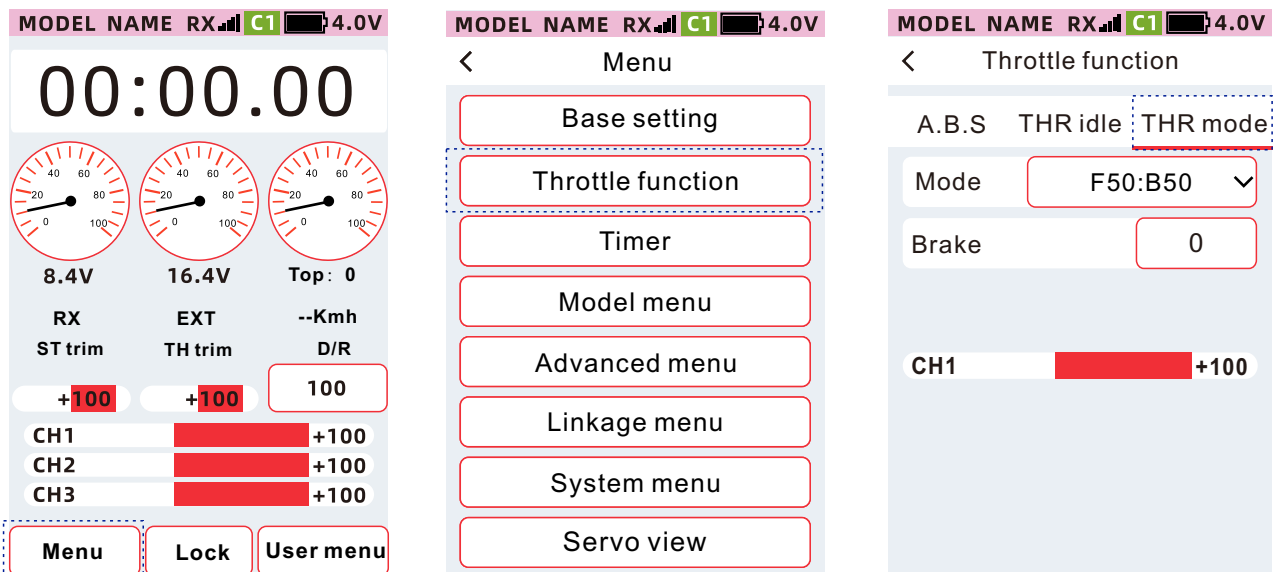 MODEL NAME RX C1 4.0V
00:00.00
0 20 40 60 80 100
0 20 40 60 80 100
0 20 40 60 80 100
8.4V 16.4V Top: 0
RX EXT --Kmh
ST trim TH trim D/R
+100 +100 100
CH1 +100
CH2 +100
CH3 +100
Menu Lock User menu
MODEL NAME RX C1 4.0V
< Menu
Base setting
Throttle function
Timer
Model menu
Advanced menu
Linkage menu
System menu
Servo view
MODEL NAME RX C1 4.0V
< Throttle function
A.B.S THR idle THR mode
Mode F50:B50
Brake 0
CH1 +100